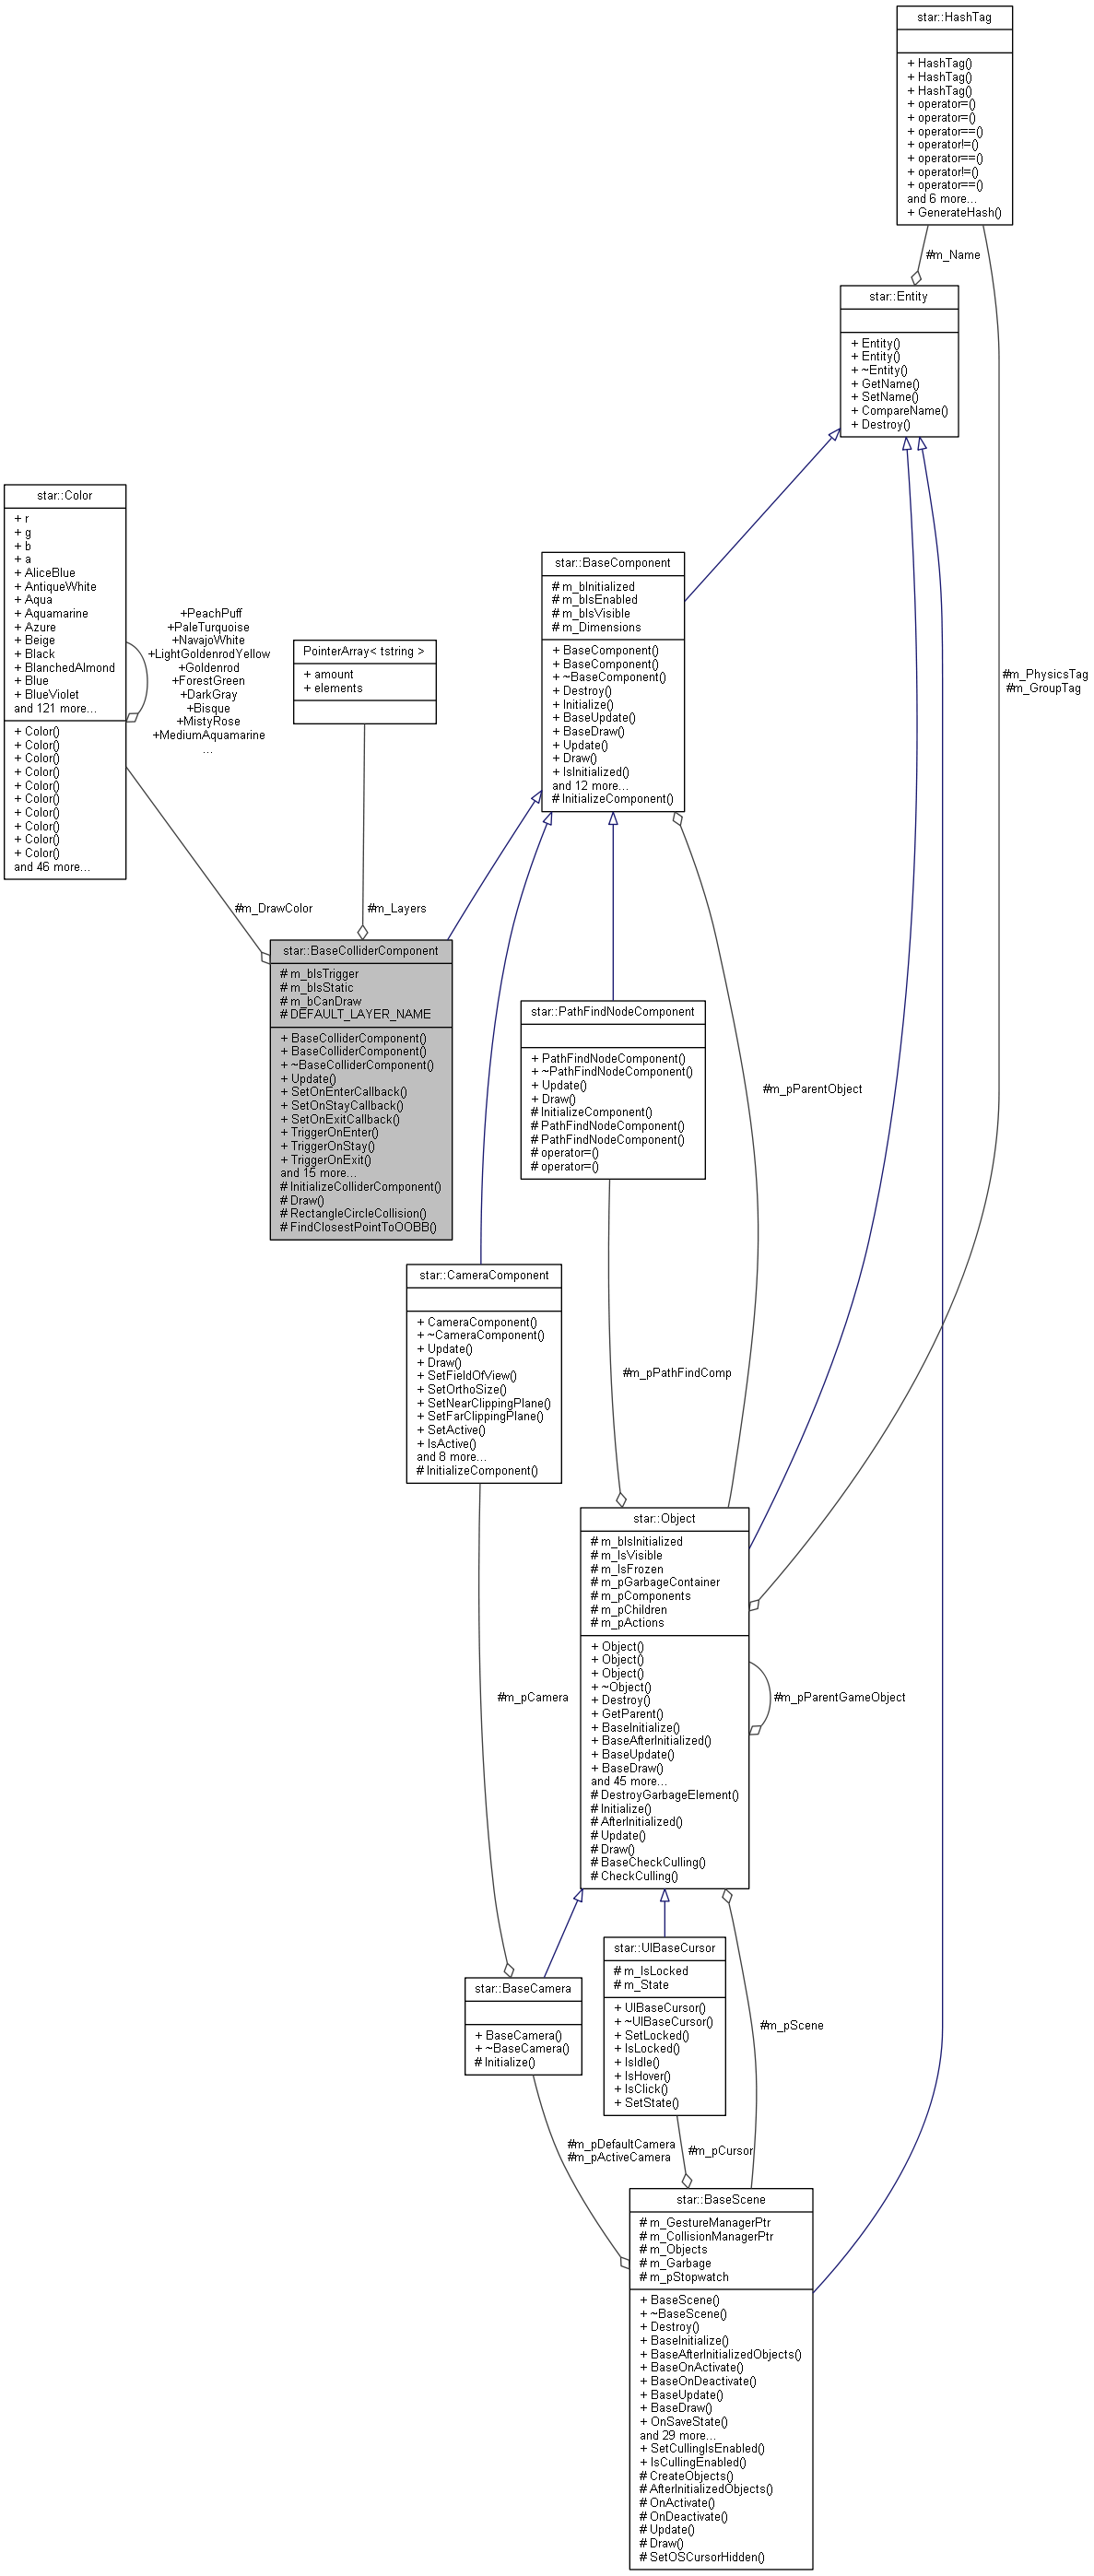 star::HashTag
+ HashTag()
+ HashTag()
+ HashTag()
+ operator=()
+ operator=()
+ operator==()
+ operator!=()
+ operator==()
+ operator!=()
+ operator==()
and 6 more...
+ GenerateHash()
#m_Name
star::Entity
+ Entity()
+ Entity()
+ ~Entity()
+ GetName()
+ SetName()
+ CompareName()
+ Destroy()
#m_PhysicsTag
#m_GroupTag
star::Color
+ r
+ g
+ b
+ a
+ AliceBlue
+ AntiqueWhite
+ Aqua
+ Aquamarine
+ Azure
+ Beige
+ Black
+ BlanchedAlmond
+ Blue
+ BlueViolet
and 121 more...
+ Color()
+ Color()
+ Color()
+ Color()
+ Color()
+ Color()
+ Color()
+ Color()
+ Color()
+ Color()
and 46 more...
+PeachPuff
+PaleTurquoise
+NavajoWhite
+LightGoldenrodYellow
+Goldenrod
+ForestGreen
+DarkGray
+Bisque
+MistyRose
+MediumAquamarine
...
PointerArray< tstring >
+ amount
+ elements
star::BaseComponent
# m_bInitialized
# m_bIsEnabled
# m_bIsVisible
# m_Dimensions
+ BaseComponent()
+ BaseComponent()
+ ~BaseComponent()
+ Destroy()
+ Initialize()
+ BaseUpdate()
+ BaseDraw()
+ Update()
+ Draw()
+ IsInitialized()
and 12 more...
# InitializeComponent()
#m_DrawColor
#m_Layers
star::BaseColliderComponent
# m_bIsTrigger
# m_bIsStatic
# m_bCanDraw
# DEFAULT_LAYER_NAME
+ BaseColliderComponent()
+ BaseColliderComponent()
+ ~BaseColliderComponent()
+ Update()
+ SetOnEnterCallback()
+ SetOnStayCallback()
+ SetOnExitCallback()
+ TriggerOnEnter()
+ TriggerOnStay()
+ TriggerOnExit()
and 15 more...
# InitializeColliderComponent()
# Draw()
# RectangleCircleCollision()
# FindClosestPointToOOBB()
star::PathFindNodeComponent
+ PathFindNodeComponent()
+ ~PathFindNodeComponent()
+ Update()
+ Draw()
# InitializeComponent()
# PathFindNodeComponent()
# PathFindNodeComponent()
# operator=()
# operator=()
#m_pParentObject
star::CameraComponent
+ CameraComponent()
+ ~CameraComponent()
+ Update()
+ Draw()
+ SetFieldOfView()
+ SetOrthoSize()
+ SetNearClippingPlane()
+ SetFarClippingPlane()
+ SetActive()
+ IsActive()
and 8 more...
# InitializeComponent()
#m_pPathFindComp
star::Object
# m_bIsInitialized
# m_IsVisible
# m_IsFrozen
# m_pGarbageContainer
# m_pComponents
# m_pChildren
# m_pActions
+ Object()
+ Object()
+ Object()
+ ~Object()
+ Destroy()
+ GetParent()
+ BaseInitialize()
+ BaseAfterInitialized()
+ BaseUpdate()
+ BaseDraw()
and 45 more...
# DestroyGarbageElement()
# Initialize()
# AfterInitialized()
# Update()
# Draw()
# BaseCheckCulling()
# CheckCulling()
#m_pParentGameObject
#m_pCamera
star::BaseCamera
+ BaseCamera()
+ ~BaseCamera()
# Initialize()
star::UIBaseCursor
# m_IsLocked
# m_State
+ UIBaseCursor()
+ ~UIBaseCursor()
+ SetLocked()
+ IsLocked()
+ IsIdle()
+ IsHover()
+ IsClick()
+ SetState()
#m_pScene
#m_pDefaultCamera
#m_pActiveCamera
#m_pCursor
star::BaseScene
# m_GestureManagerPtr
# m_CollisionManagerPtr
# m_Objects
# m_Garbage
# m_pStopwatch
+ BaseScene()
+ ~BaseScene()
+ Destroy()
+ BaseInitialize()
+ BaseAfterInitializedObjects()
+ BaseOnActivate()
+ BaseOnDeactivate()
+ BaseUpdate()
+ BaseDraw()
+ OnSaveState()
and 29 more...
+ SetCullingIsEnabled()
+ IsCullingEnabled()
# CreateObjects()
# AfterInitializedObjects()
# OnActivate()
# OnDeactivate()
# Update()
# Draw()
# SetOSCursorHidden()